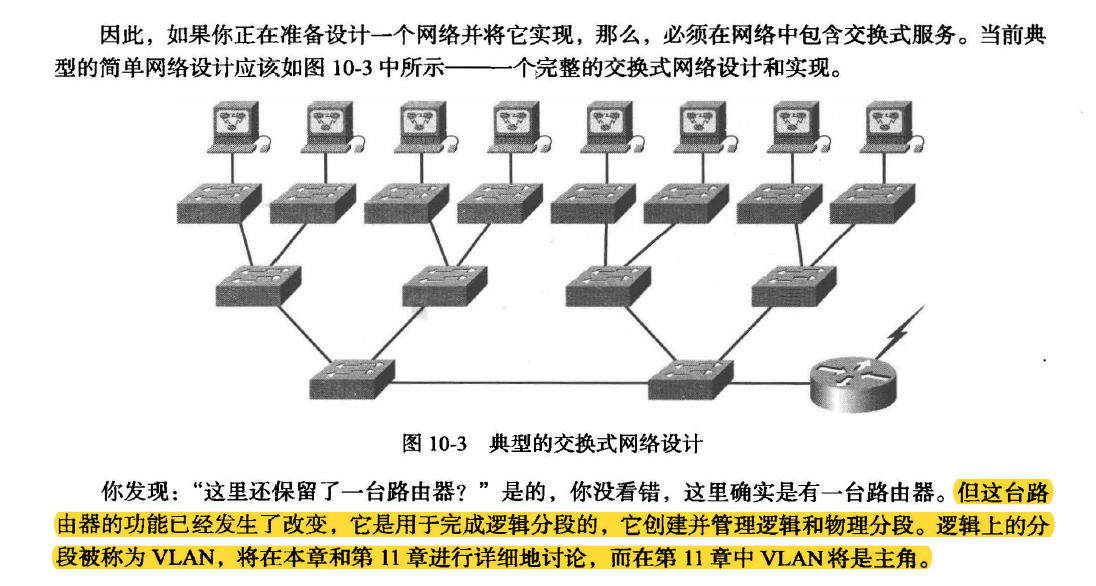 因此，如果你正在准备设计一个网络并将它实现，那么，必须在网络中包含交换式服务。当前典
型的简单网络设计应该如图 10-3 中所示——一个完整的交换式网络设计和实现。
图 10-3 典型的交换式网络设计
你发现：“这里还保留了一台路由器？”是的，你没看错，这里确实是有一台路由器。但这台路
由器的功能已经发生了改变，它是用于完成逻辑分段的，它创建并管理逻辑和物理分段。逻辑上的分
段被称为 VLAN，将在本章和第 11 章进行详细地讨论，而在第 11 章中 VLAN将是主角。